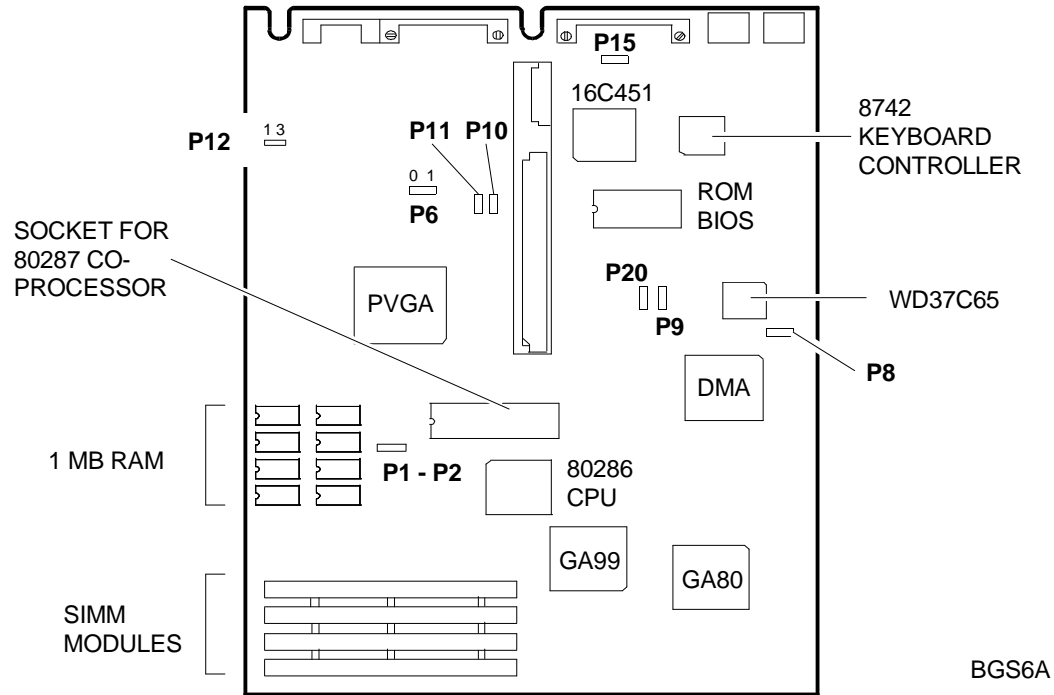 P15
16C451
8742
KEYBOARD
CONTROLLER
P12
1 3
P11 P10
0 1
P6
ROM
BIOS
SOCKET FOR
80287 CO-
PROCESSOR
PVGA
P20
P9
WD37C65
P8
DMA
1 MB RAM
P1 - P2
80286
CPU
GA99
GA80
SIMM
MODULES
BGS6A